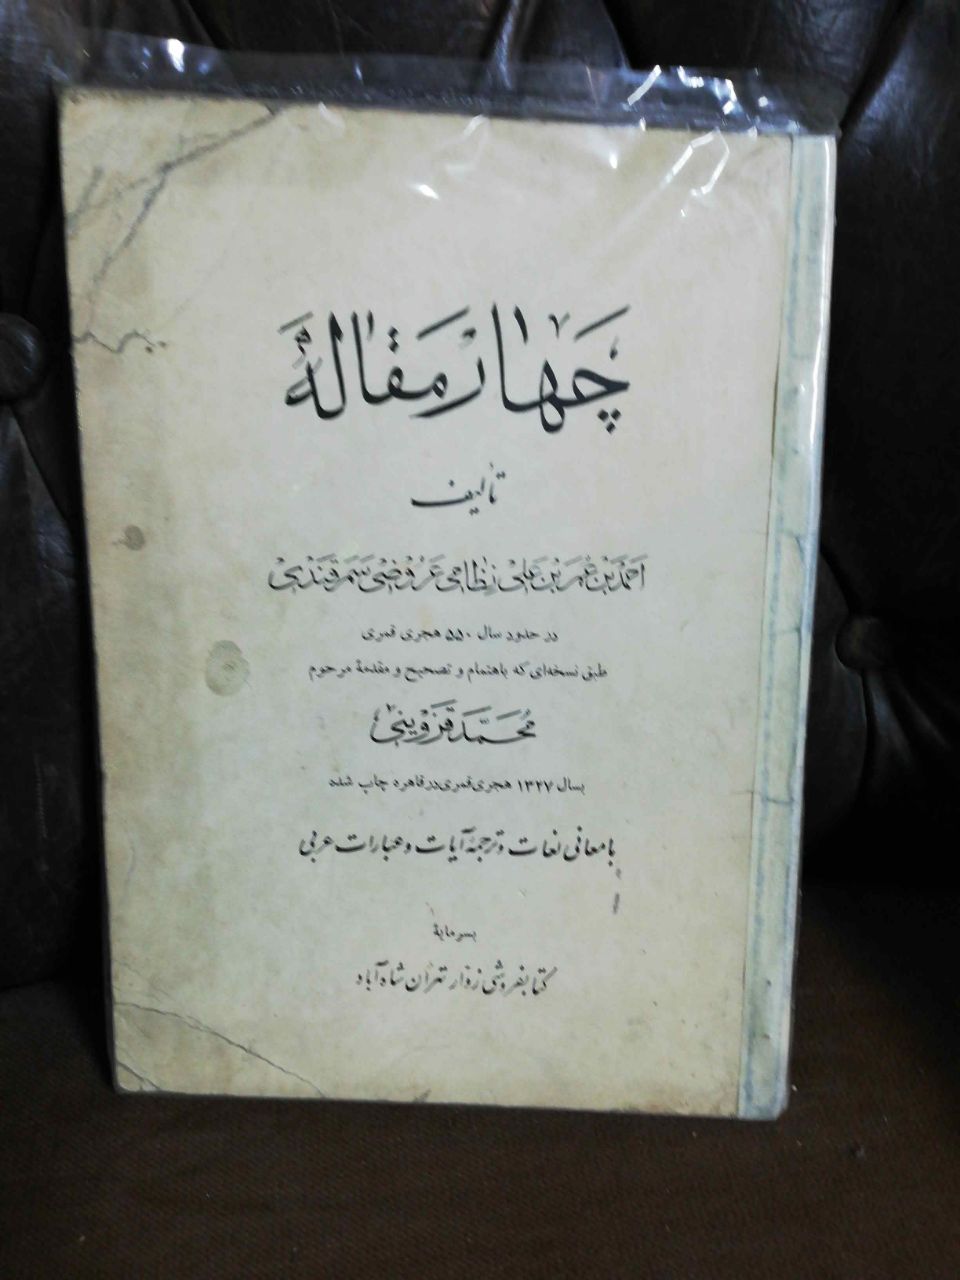 چهار مقاله
تألیف
احمد بن عمر بن علی نظامی عروضی سمرقندی
در حدود سال ۵۵۰ هجری قمری
طبق نسخه‌ای که باهتمام و تصحیح و مقدمهٔ مرحوم
محمد قزوینی
بسال ۱۳۲۷ هجری قمری در قاهره چاپ شده
با معانی لغات و ترجمهٔ آیات و عبارات عربی
بسرمایهٔ
کتابفروشی زوار تهران شاه آباد